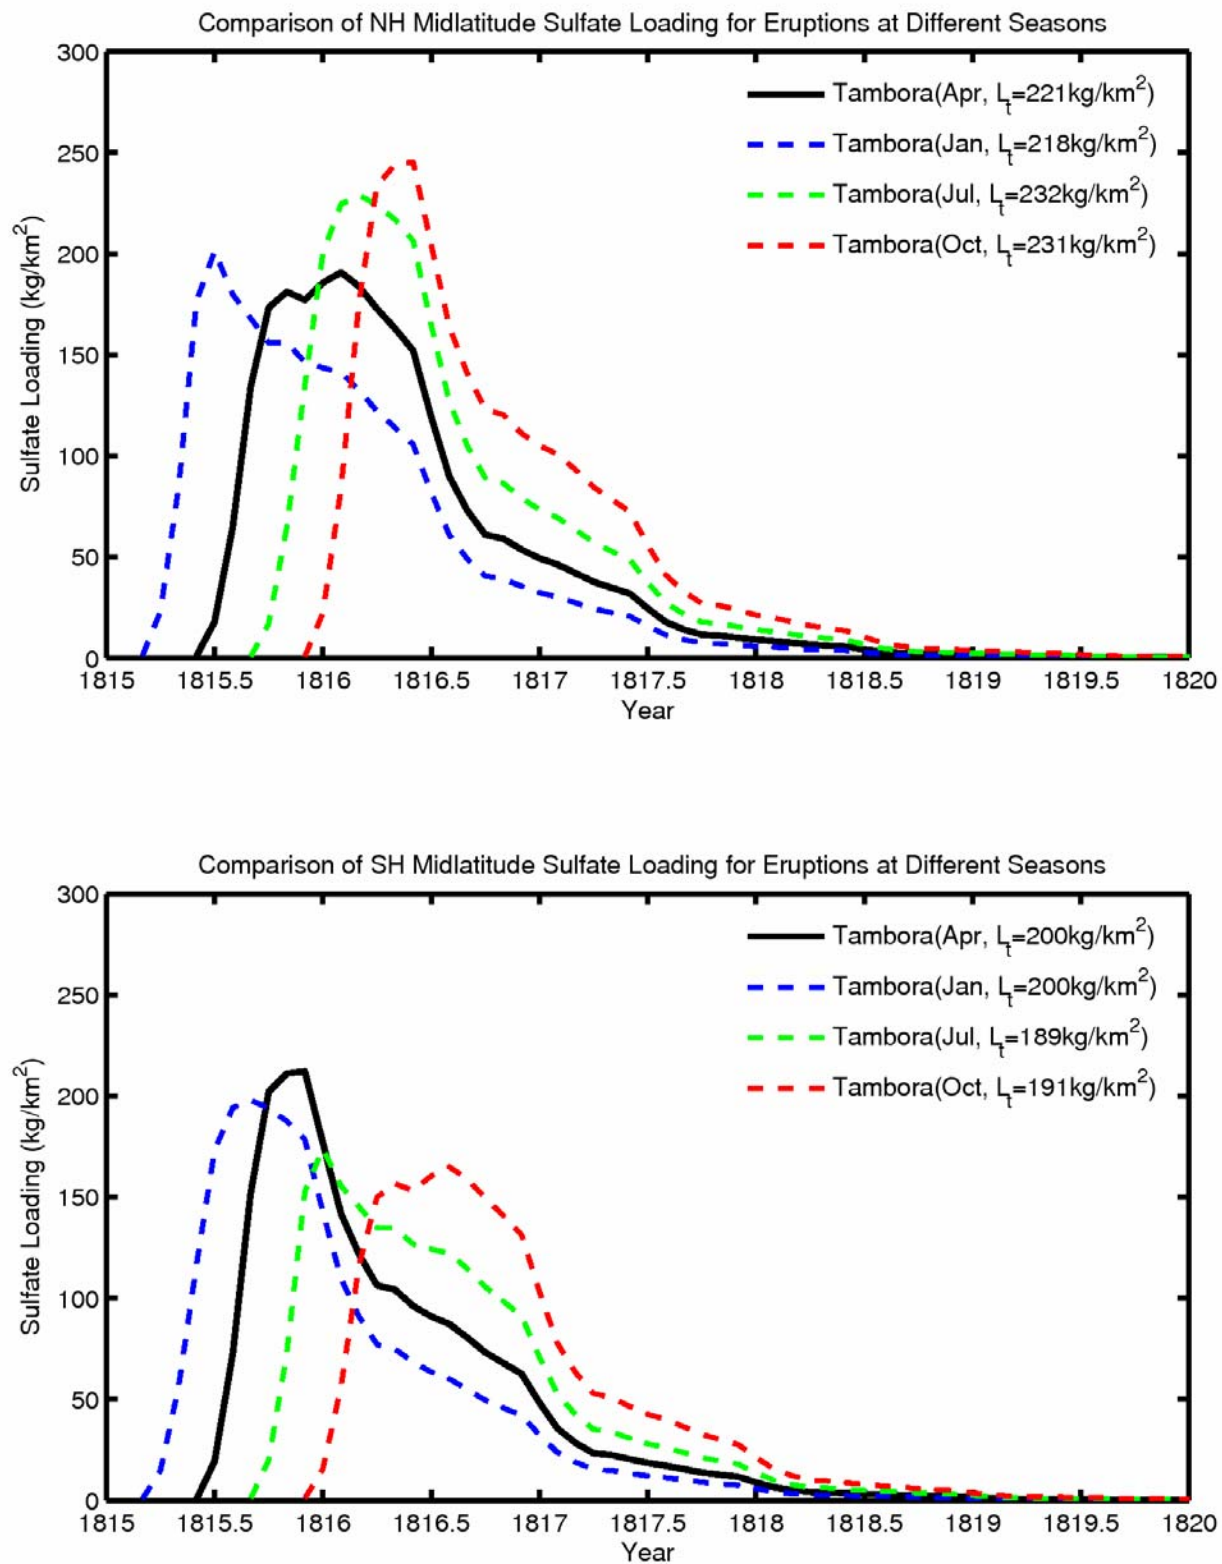 Comparison of NH Midlatitude Sulfate Loading for Eruptions at Different Seasons
300
250
200
150
100
50
0
Sulfate Loading (kg/km²)
Tambora(Apr, Lₜ=221kg/km²)
Tambora(Jan, Lₜ=218kg/km²)
Tambora(Jul, Lₜ=232kg/km²)
Tambora(Oct, Lₜ=231kg/km²)
1815 1815.5 1816 1816.5 1817 1817.5 1818 1818.5 1819 1819.5 1820
Year
Comparison of SH Midlatitude Sulfate Loading for Eruptions at Different Seasons
300
250
200
150
100
50
0
Sulfate Loading (kg/km²)
Tambora(Apr, Lₜ=200kg/km²)
Tambora(Jan, Lₜ=200kg/km²)
Tambora(Jul, Lₜ=189kg/km²)
Tambora(Oct, Lₜ=191kg/km²)
1815 1815.5 1816 1816.5 1817 1817.5 1818 1818.5 1819 1819.5 1820
Year